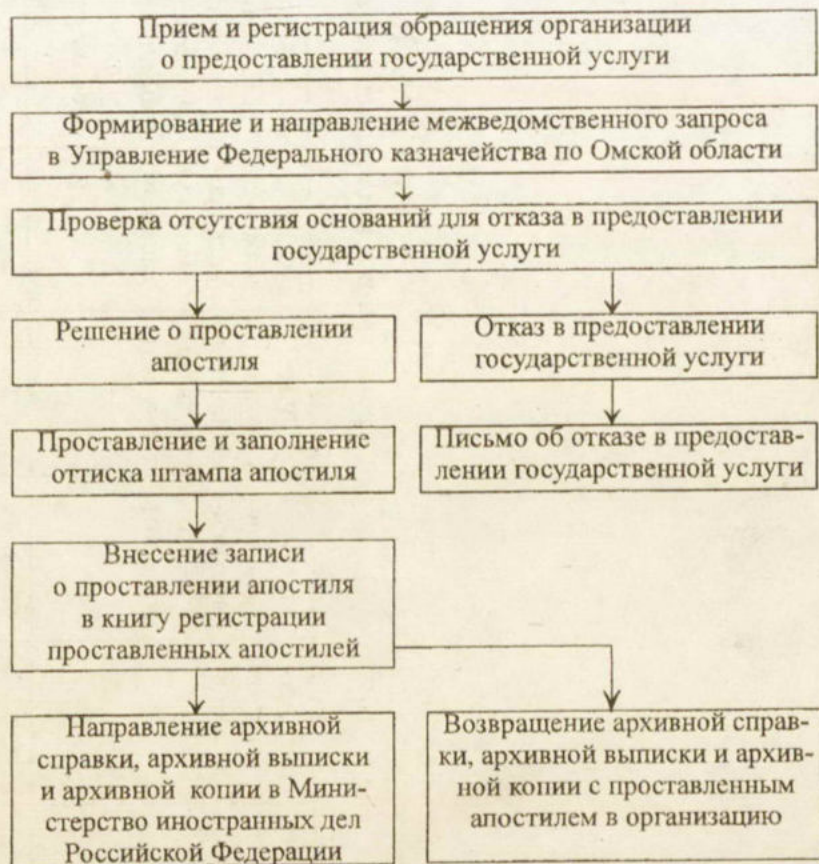 Прием и регистрация обращения организации
о предоставлении государственной услуги
Формирование и направление межведомственного запроса
в Управление Федерального казначейства по Омской области
Проверка отсутствия оснований для отказа в предоставлении
государственной услуги
Решение о проставлении
апостиля
Отказ в предоставлении
государственной услуги
Проставление и заполнение
оттиска штампа апостиля
Письмо об отказе в предостав-
лении государственной услуги
Внесение записи
о проставлении апостиля
в книгу регистрации
проставленных апостилей
Направление архивной
справки, архивной выписки
и архивной копии в Мини-
стерство иностранных дел
Российской Федерации
Возвращение архивной справ-
ки, архивной выписки и архив-
ной копии с проставленным
апостилем в организацию